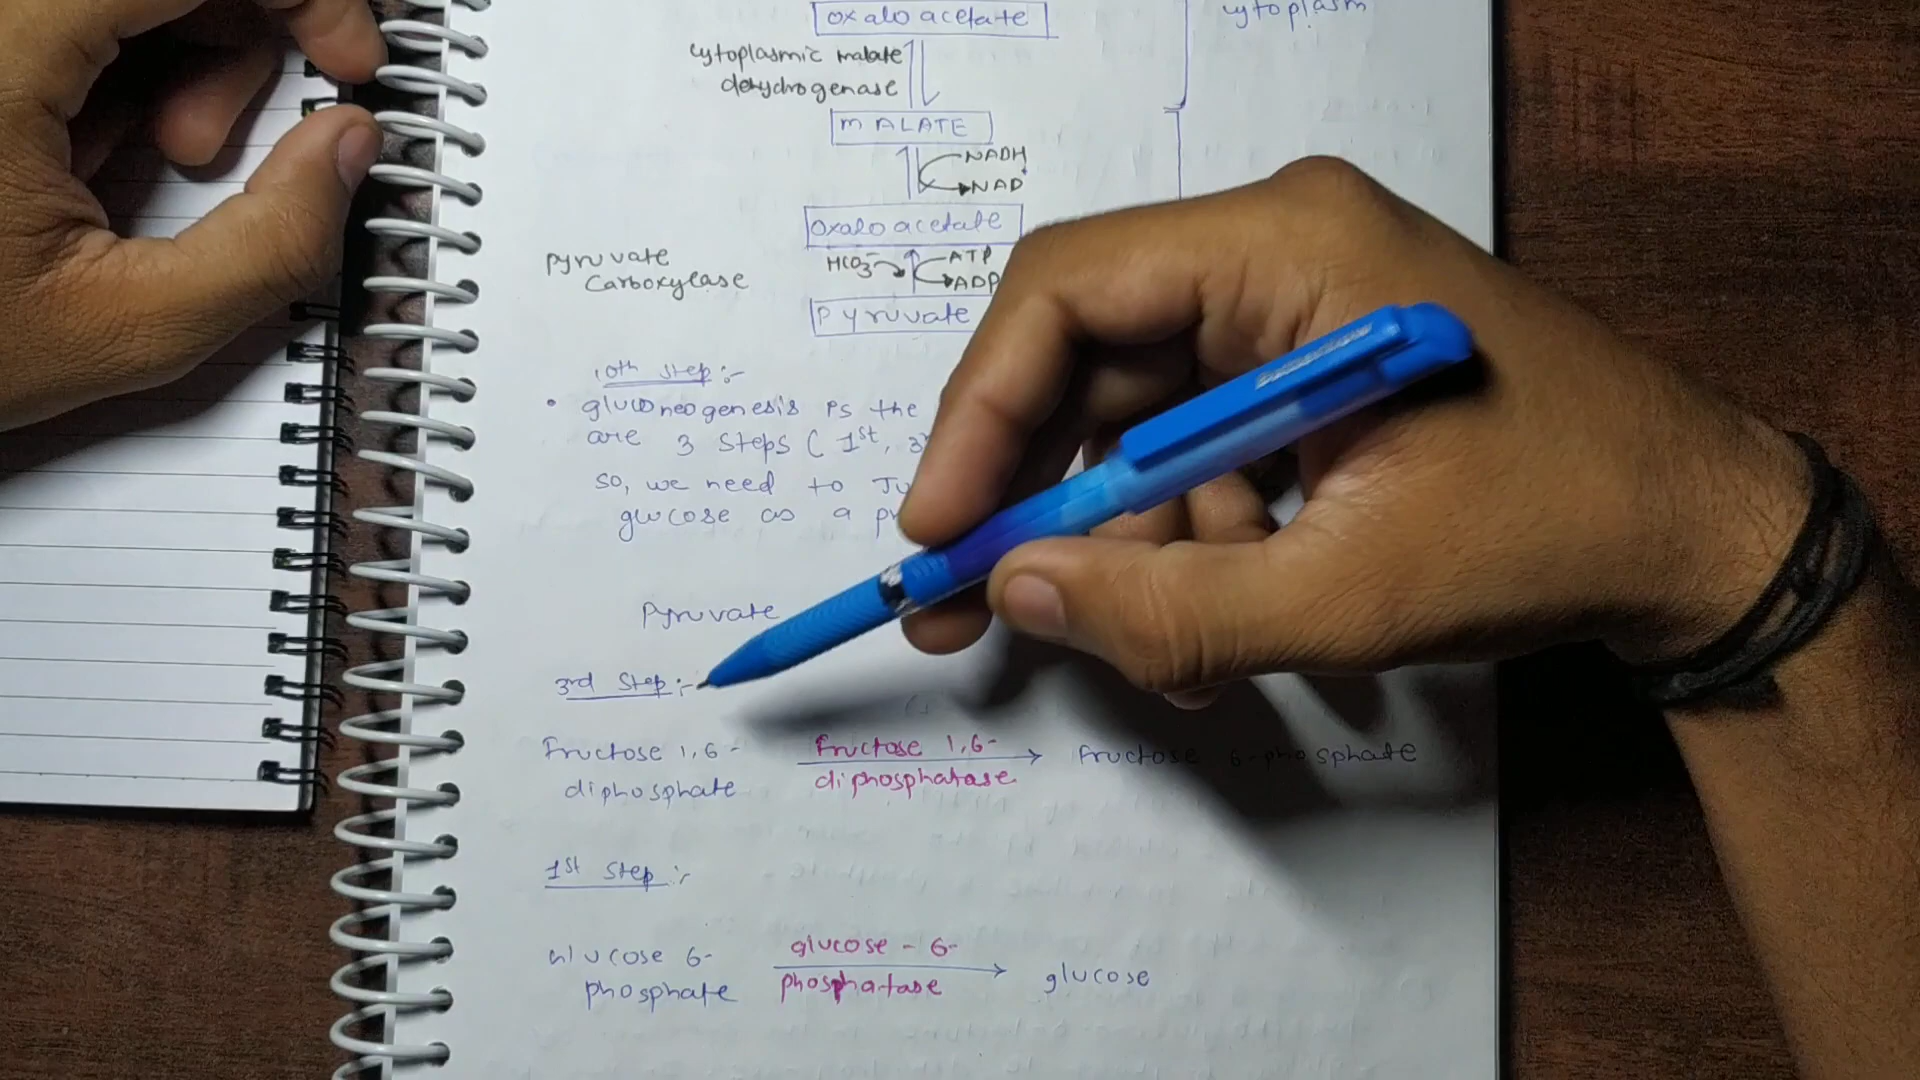 oxaloacetate
cytoplasm
cytoplasmic malate
dehydrogenase
MALATE
NADH
NAD
oxaloacetate
pyruvate
carboxylase
HCO3-
ATP
ADP
Pyruvate
10th step:-
• gluconeogenesis is the
are 3 steps (1st,
so, we need to
glucose as a
Pyruvate
3rd Step:-
Fructose 1,6-
diphosphate
fructose 1,6-
diphosphatase
fructose 6-phosphate
1st Step:-
Glucose 6-
phosphate
glucose-6-
phosphatase
glucose